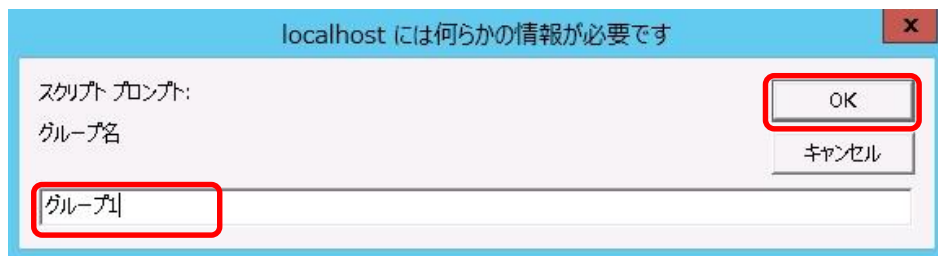 localhost には何らかの情報が必要です
x
スクリプト プロンプト:
グループ名
OK
キャンセル
グループ1